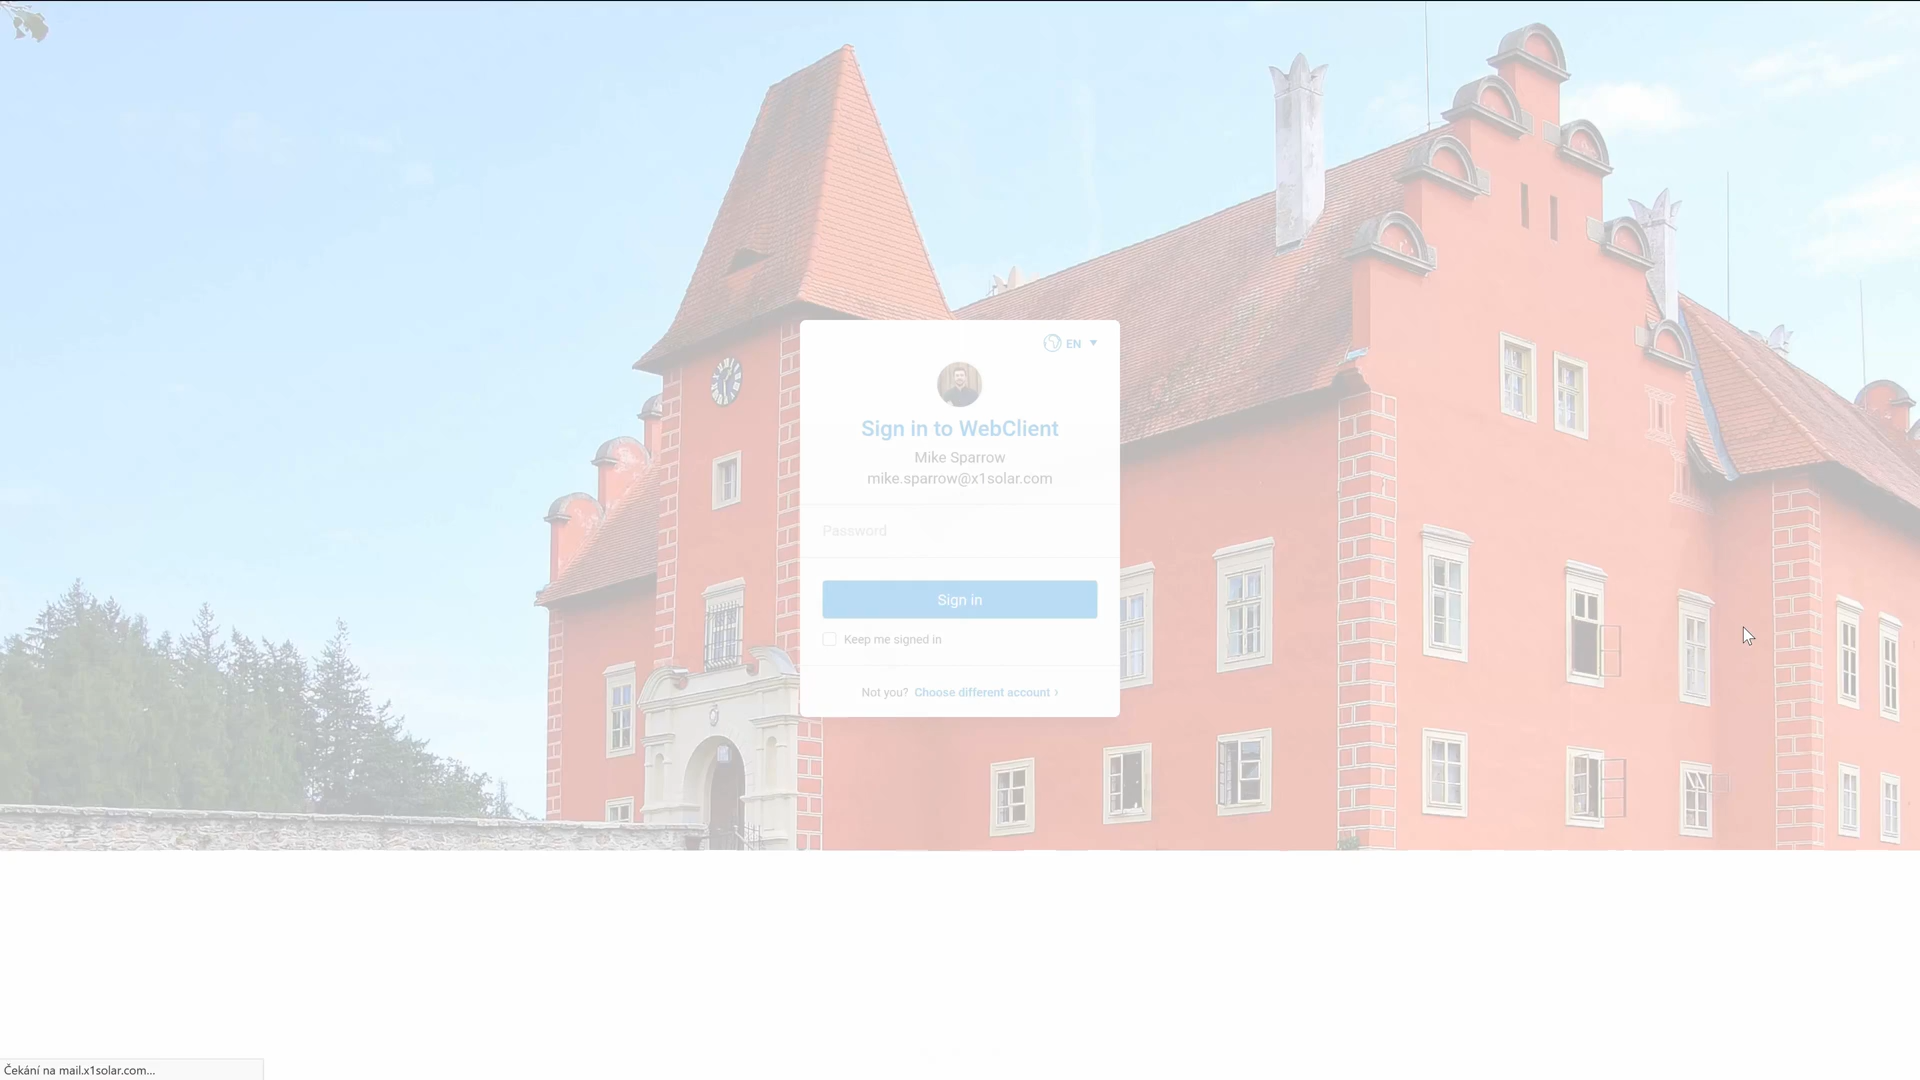 EN
Sign in to WebClient
Mike Sparrow
mike.sparrow@x1solar.com
Password
Sign in
Keep me signed in
Not you? Choose different account ›
Čekání na mail.x1solar.com...